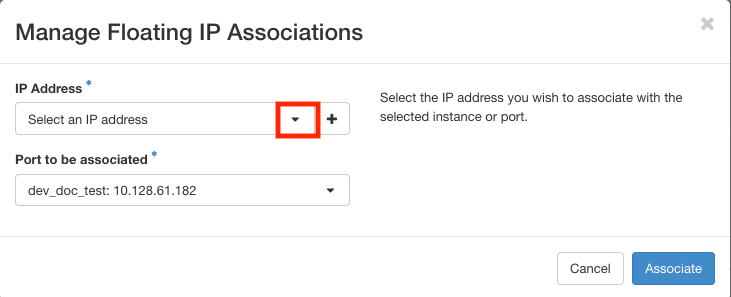 Manage Floating IP Associations
×
IP Address *
Select an IP address
+
Select the IP address you wish to associate with the
selected instance or port.
Port to be associated *
dev_doc_test: 10.128.61.182
Cancel
Associate